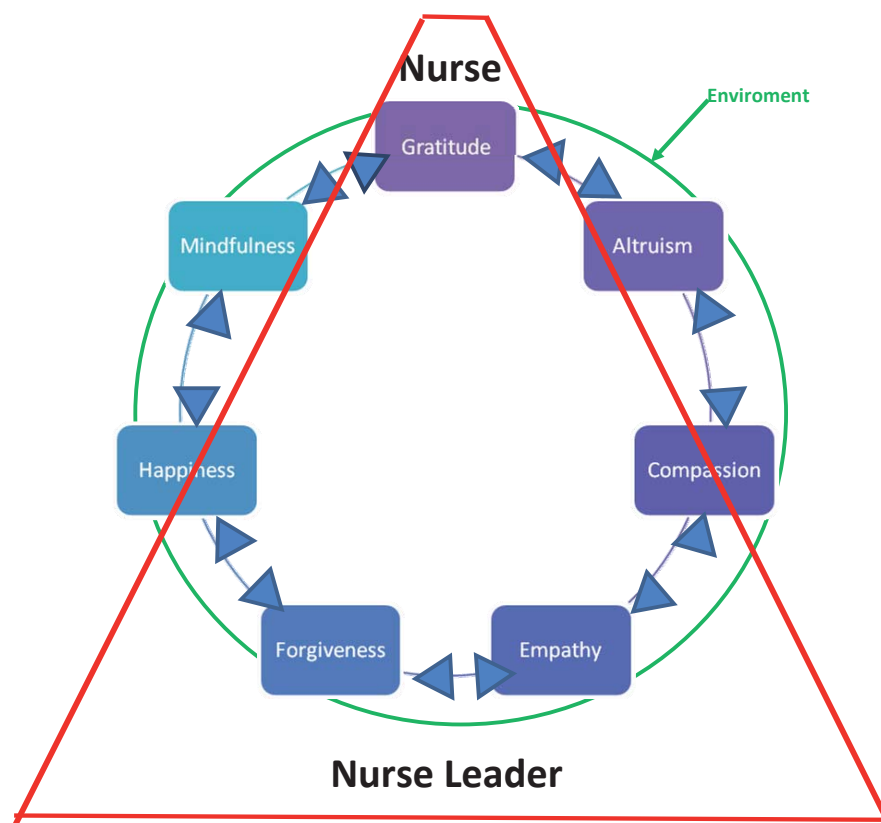 Nurse
Enviroment
Gratitude
Mindfulness
Altruism
Happiness
Compassion
Forgiveness
Empathy
Nurse Leader